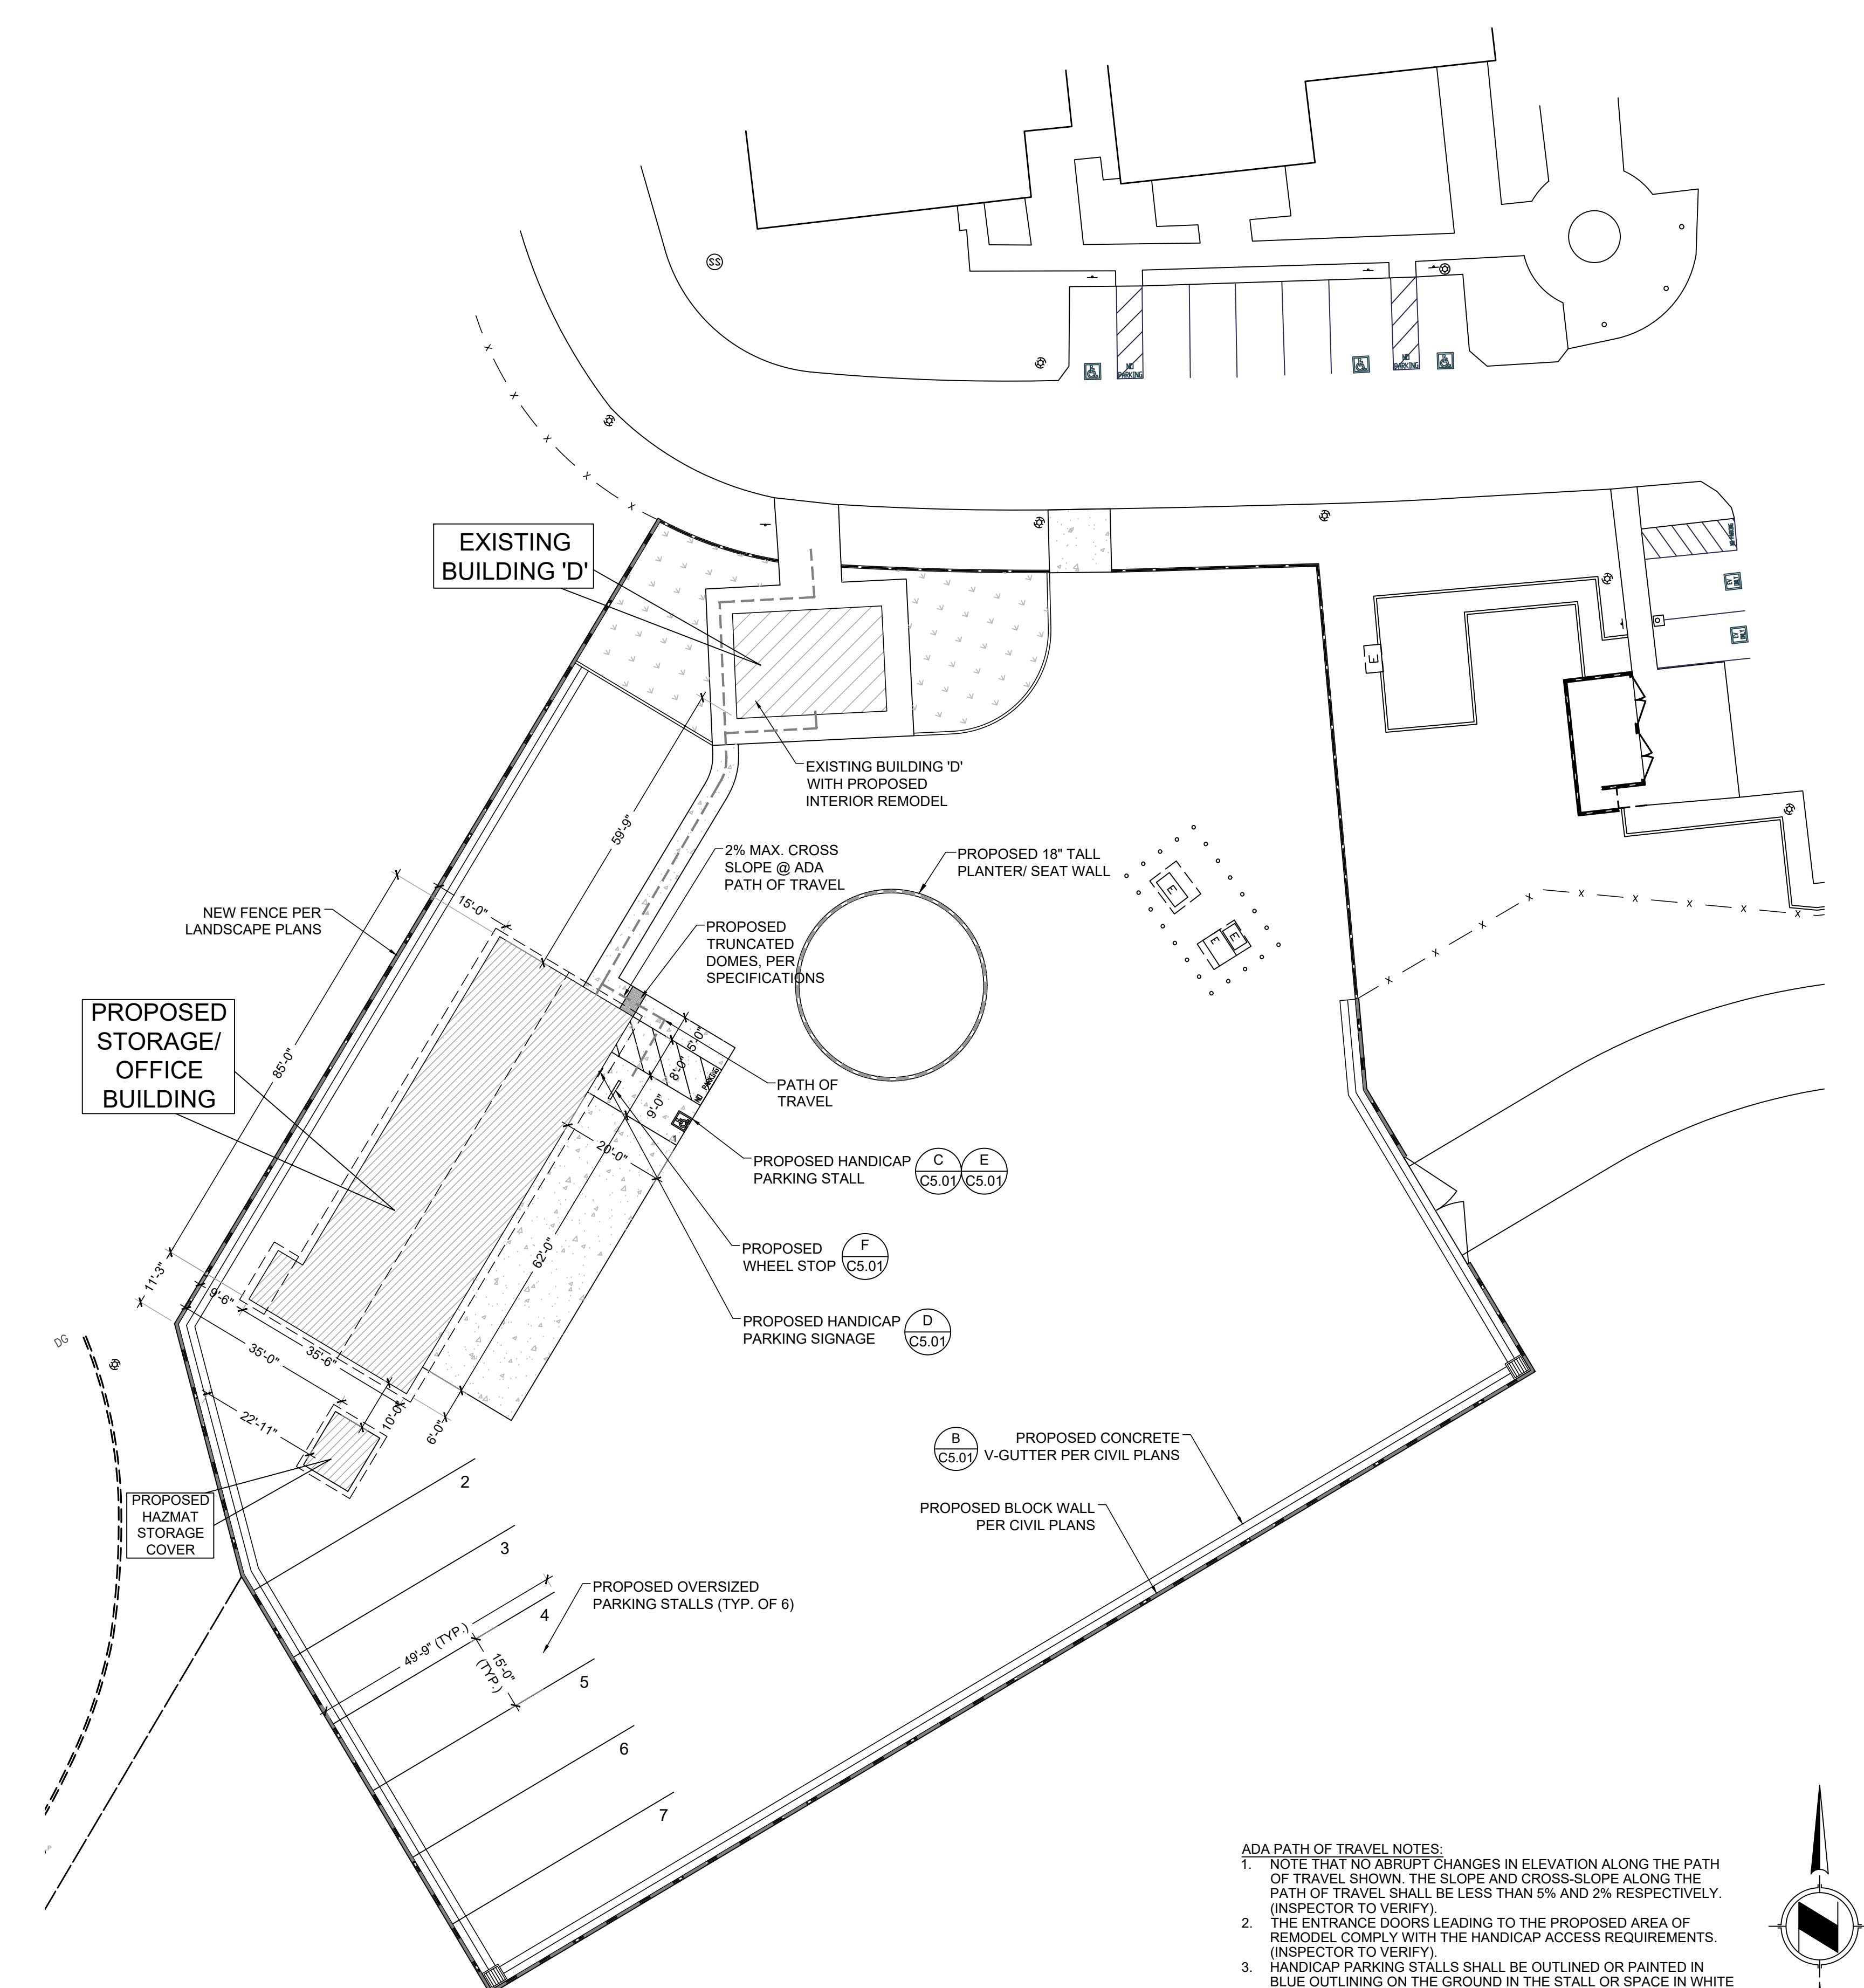 SS
NO
PARKING
NO
PARKING
EXISTING
BUILDING 'D'
E
EXISTING BUILDING 'D'
WITH PROPOSED
INTERIOR REMODEL
59'-9"
2% MAX. CROSS
SLOPE @ ADA
PATH OF TRAVEL
PROPOSED 18" TALL
PLANTER/ SEAT WALL
E
E
E
NEW FENCE PER
LANDSCAPE PLANS
15'-0"
PROPOSED
TRUNCATED
DOMES, PER
SPECIFICATIONS
PROPOSED
STORAGE/
OFFICE
BUILDING
85'-0"
5'-0"
8'-0"
9'-0"
NO PARKING
PATH OF
TRAVEL
20'-0"
PROPOSED HANDICAP
PARKING STALL
C
C5.01
E
C5.01
62'-0"
PROPOSED
WHEEL STOP
F
C5.01
11'-3"
9'-6"
PROPOSED HANDICAP
PARKING SIGNAGE
D
C5.01
DG
35'-0"
35'-6"
22'-11"
10'-0"
6'-0"
PROPOSED
HAZMAT
STORAGE
COVER
B
C5.01
PROPOSED CONCRETE
V-GUTTER PER CIVIL PLANS
PROPOSED BLOCK WALL
PER CIVIL PLANS
2
3
PROPOSED OVERSIZED
PARKING STALLS (TYP. OF 6)
4
49'-9" (TYP.)
15'-0"
(TYP.)
5
6
7
ADA PATH OF TRAVEL NOTES:
1. NOTE THAT NO ABRUPT CHANGES IN ELEVATION ALONG THE PATH
OF TRAVEL SHOWN. THE SLOPE AND CROSS-SLOPE ALONG THE
PATH OF TRAVEL SHALL BE LESS THAN 5% AND 2% RESPECTIVELY.
(INSPECTOR TO VERIFY).
2. THE ENTRANCE DOORS LEADING TO THE PROPOSED AREA OF
REMODEL COMPLY WITH THE HANDICAP ACCESS REQUIREMENTS.
(INSPECTOR TO VERIFY).
3. HANDICAP PARKING STALLS SHALL BE OUTLINED OR PAINTED IN
BLUE OUTLINING ON THE GROUND IN THE STALL OR SPACE IN WHITE